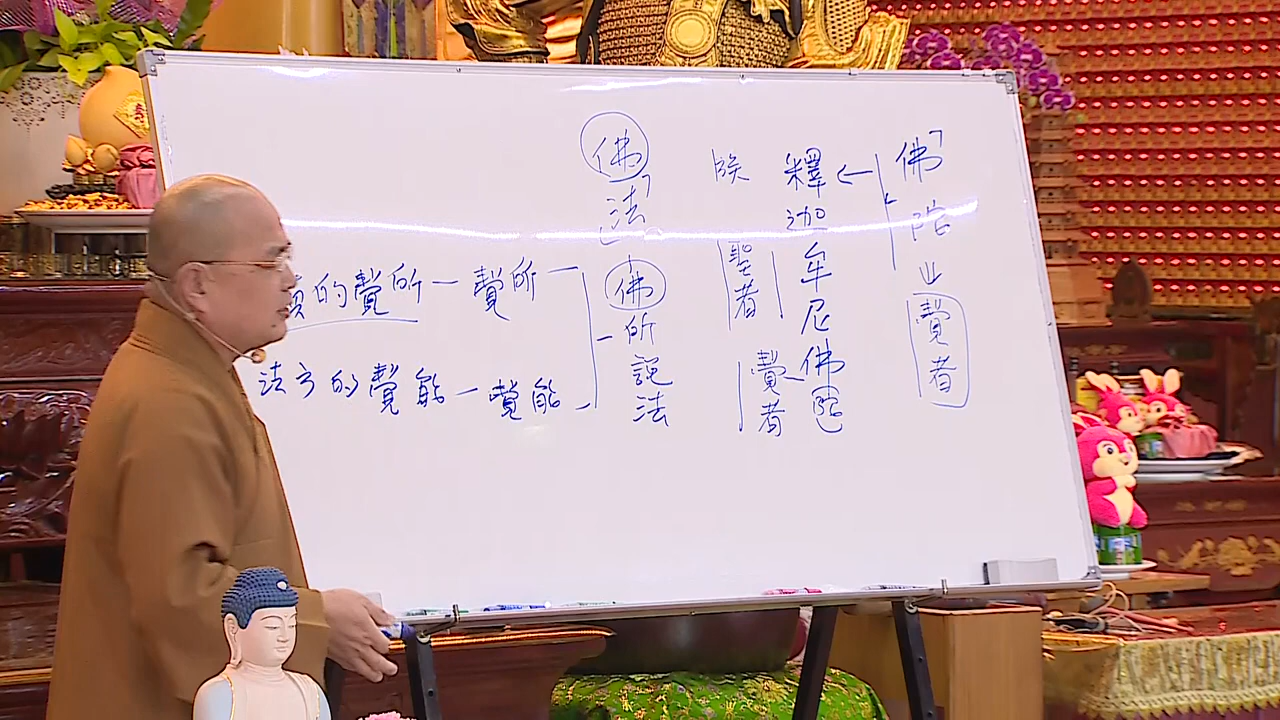 「佛陀」=覺者
釋迦牟尼佛陀
族
聖者
覺者
「佛法」
佛所說法
所覺—所覺的
能覺—能覺的方法